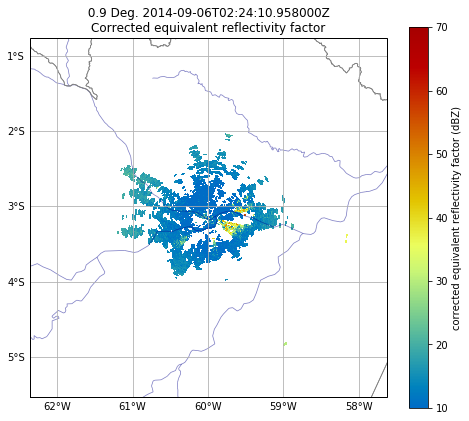 0.9 Deg. 2014-09-06T02:24:10.958000Z
Corrected equivalent reflectivity factor
1°S
2°S
3°S
4°S
5°S
62°W
61°W
60°W
59°W
58°W
70
60
50
40
30
20
10
corrected equivalent reflectivity factor (dBZ)